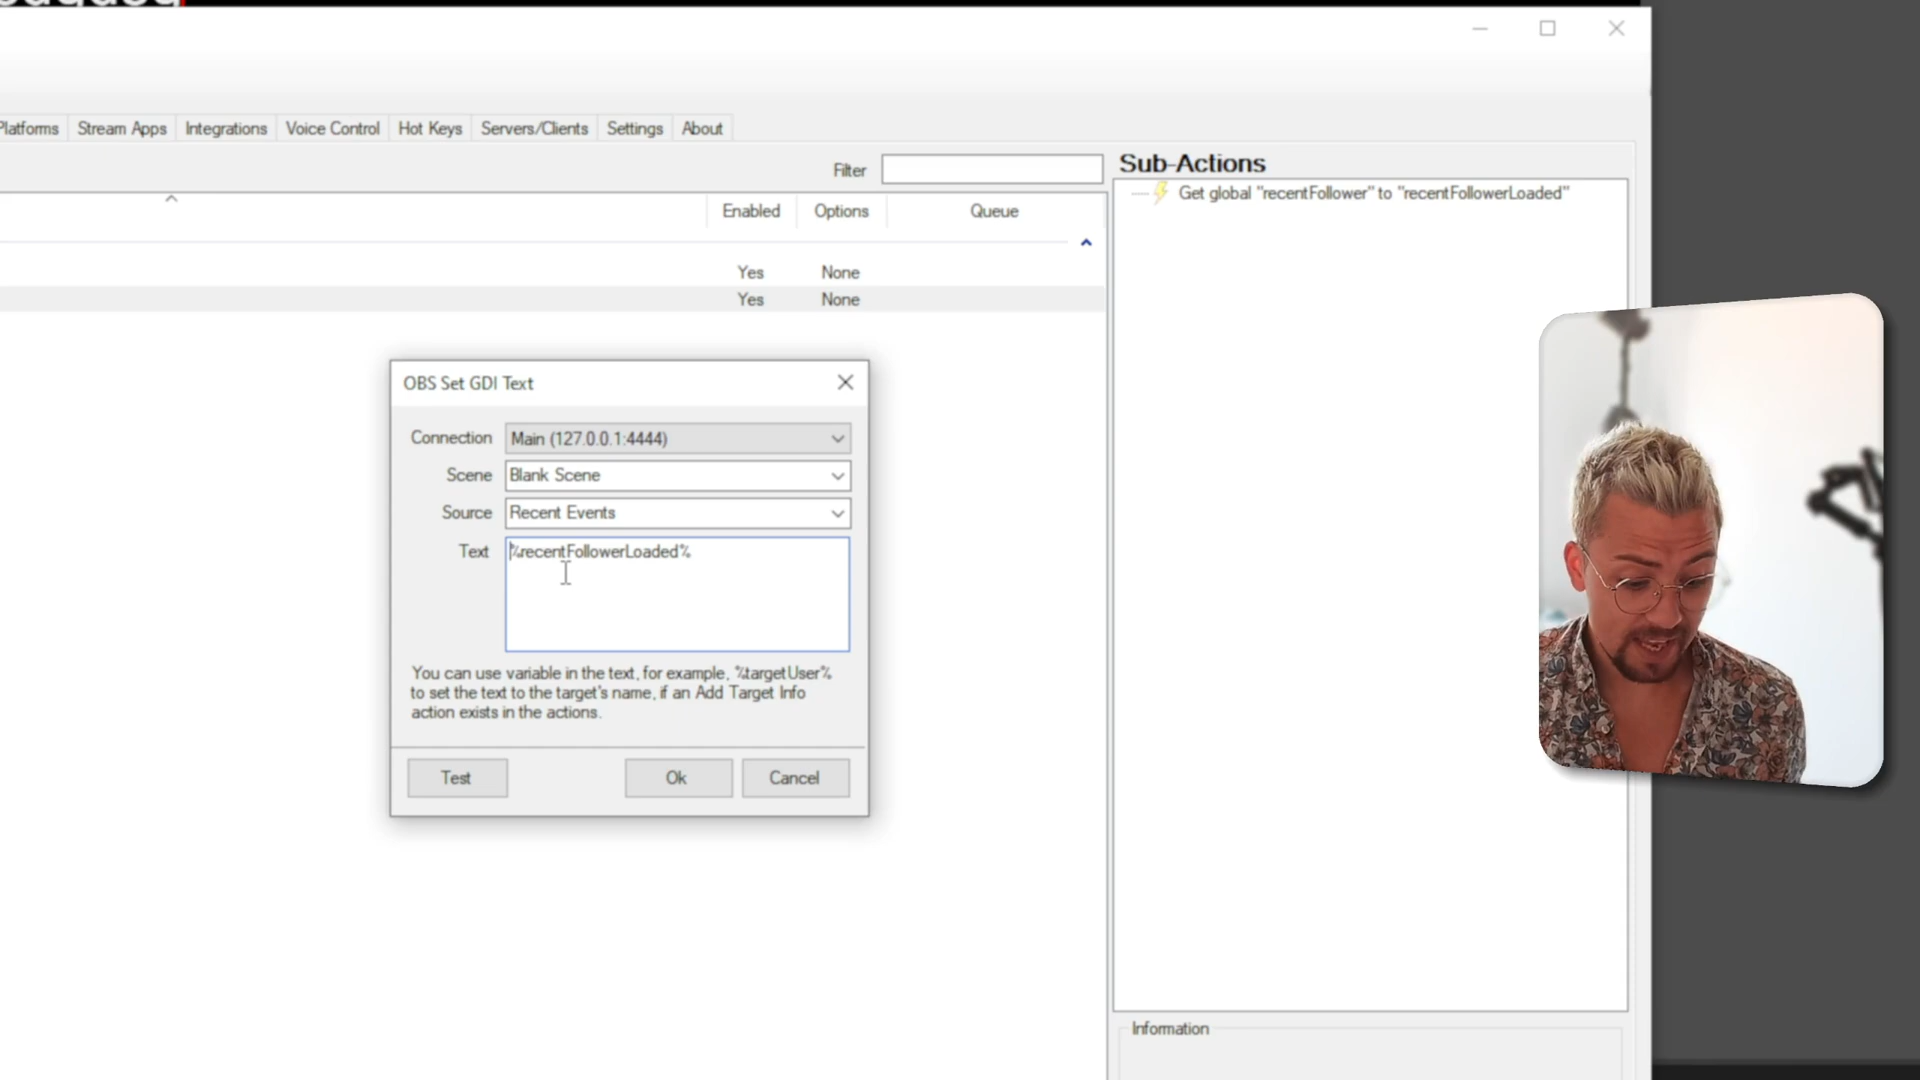 Platforms Stream Apps Integrations Voice Control Hot Keys Servers/Clients Settings About
Filter
Sub-Actions
Get global "recentFollower" to "recentFollowerLoaded"
Enabled Options Queue
Yes None
Yes None
OBS Set GDI Text
Connection Main (127.0.0.1:4444)
Scene Blank Scene
Source Recent Events
Text %recentFollowerLoaded%
You can use variable in the text, for example, %targetUser%
to set the text to the target's name, if an Add Target Info
action exists in the actions.
Test Ok Cancel
Information